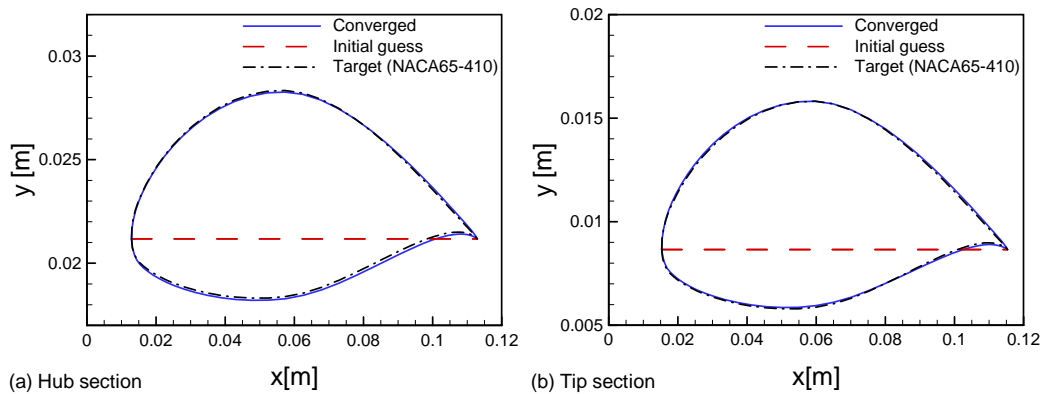 Converged
Initial guess
Target (NACA65-410)
0.03
0.025
0.02
y [m]
0 0.02 0.04 0.06 0.08 0.1 0.12
x[m]
(a) Hub section
Converged
Initial guess
Target (NACA65-410)
0.02
0.015
0.01
0.005
y [m]
0 0.02 0.04 0.06 0.08 0.1 0.12
x[m]
(b) Tip section